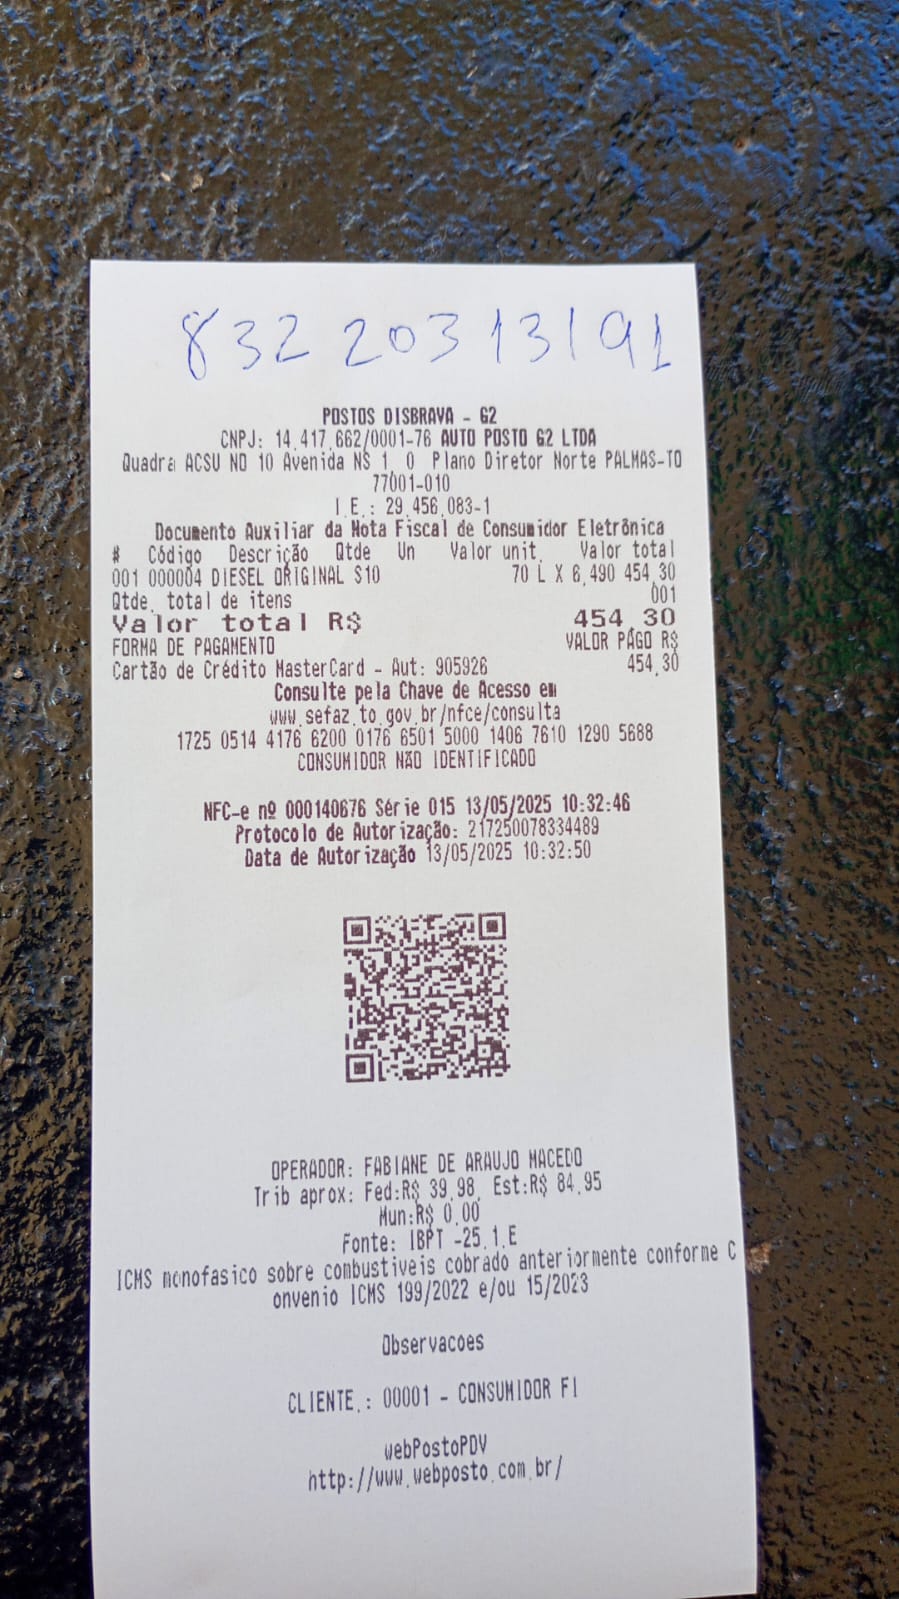 832 203 13191
POSTOS DISBRAVA - G2
CNPJ: 14.417.662/0001-76 AUTO POSTO G2 LTDA
Quadra ACSU NO 10 Avenida NS 1, 0 Plano Diretor Norte PALMAS-TO
77001-010
I.E.: 29.456.083-1
Documento Auxiliar da Nota Fiscal de Consumidor Eletrônica
# Código Descrição Qtde Un Valor unit. Valor total
001 000004 DIESEL ORIGINAL S10 70 L X 6,490 454,30
Qtde. total de itens 001
Valor total R$ 454,30
FORMA DE PAGAMENTO VALOR PAGO R$
Cartão de Crédito MasterCard - Aut: 905926 454,30
Consulte pela Chave de Acesso em
www.sefaz.to.gov.br/nfce/consulta
1725 0514 4176 6200 0176 6501 5000 1406 7610 1290 5688
CONSUMIDOR NÃO IDENTIFICADO
NFC-e nº 000140676 Série 015 13/05/2025 10:32:46
Protocolo de Autorização: 217250078334489
Data de Autorização 13/05/2025 10:32:50
OPERADOR: FABIANE DE ARAUJO MACEDO
Trib aprox: Fed:R$ 39,98, Est:R$ 84,95
Mun:R$ 0,00
Fonte: IBPT -25.1.E
ICMS monofasico sobre combustiveis cobrado anteriormente conforme C
onvenio ICMS 199/2022 e/ou 15/2023
Observacoes
CLIENTE.: 00001 - CONSUMIDOR FI
webPostoPDV
http://www.webposto.com.br/